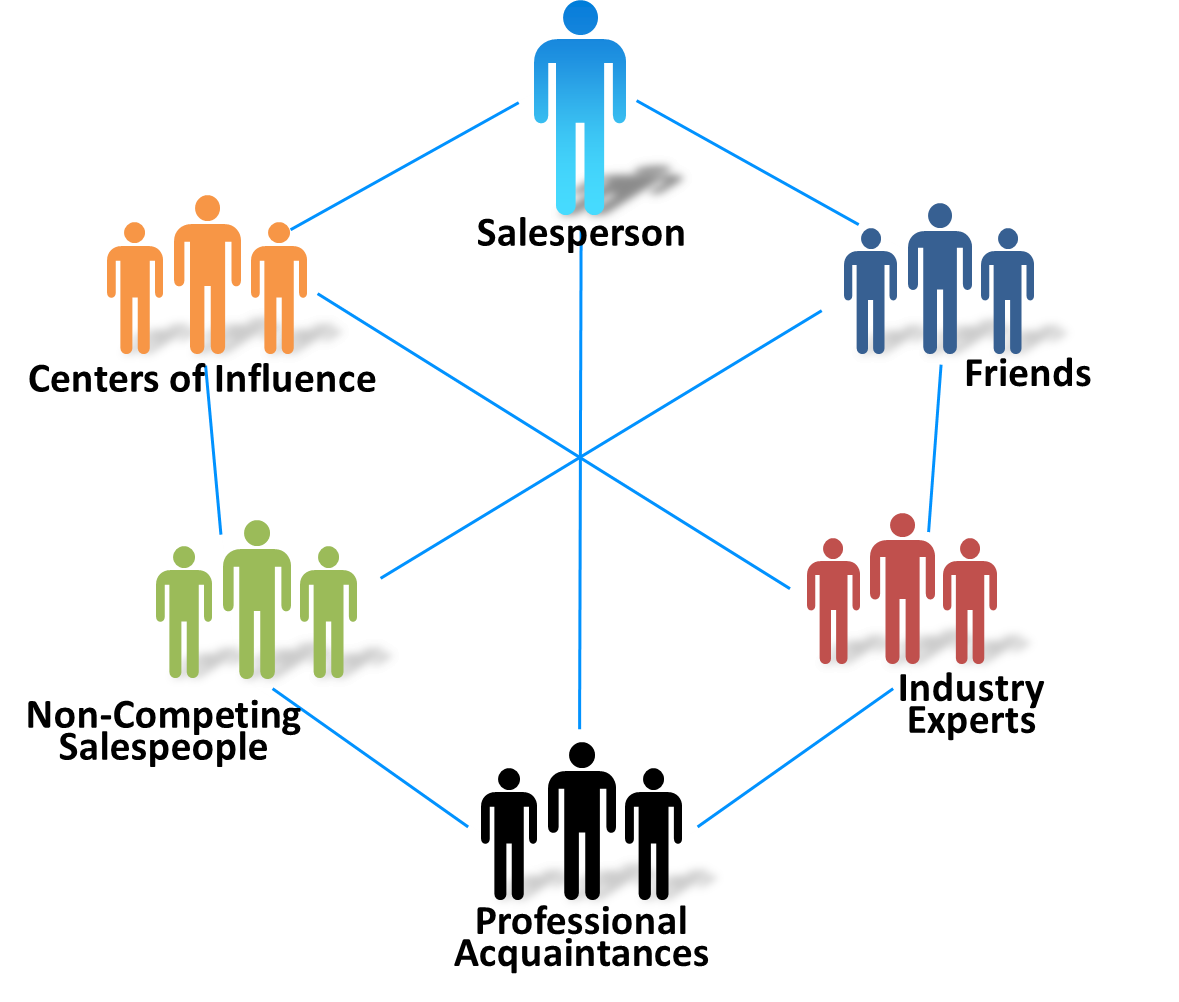 Salesperson
Centers of Influence
Friends
Non-Competing
Salespeople
Industry
Experts
Professional
Acquaintances